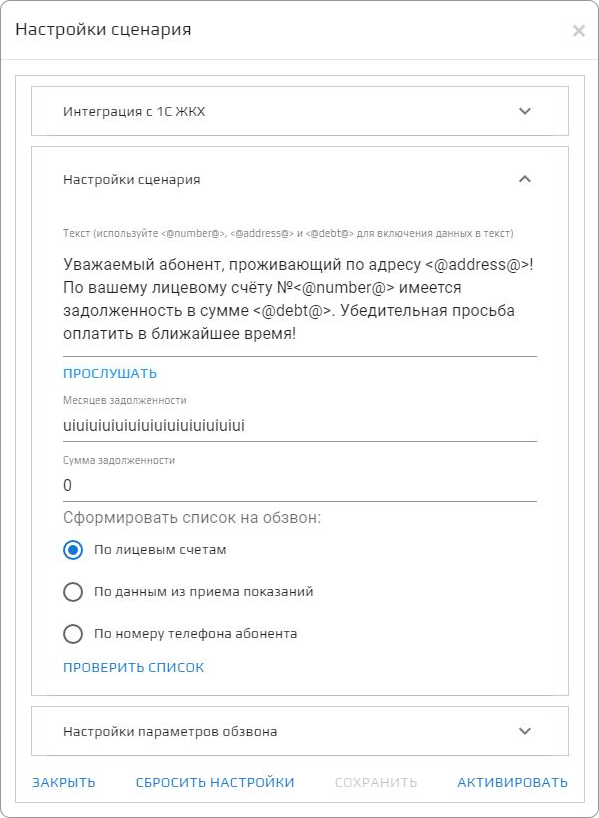 Настройки сценария
Интеграция с 1С ЖКХ
Настройки сценария
Текст (используйте <@number@>, <@address@> и <@debt@> для включения данных в текст)
Уважаемый абонент, проживающий по адресу <@address@>!
По вашему лицевому счёту №<@number@> имеется
задолженность в сумме <@debt@>. Убедительная просьба
оплатить в ближайшее время!
ПРОСЛУШАТЬ
Месяцев задолженности
uiuiuiuiuiuiuiuiuiuiuiuiuiui
Сумма задолженности
0
Сформировать список на обзвон:
По лицевым счетам
По данным из приема показаний
По номеру телефона абонента
ПРОВЕРИТЬ СПИСОК
Настройки параметров обзвона
ЗАКРЫТЬ СБРОСИТЬ НАСТРОЙКИ СОХРАНИТЬ АКТИВИРОВАТЬ